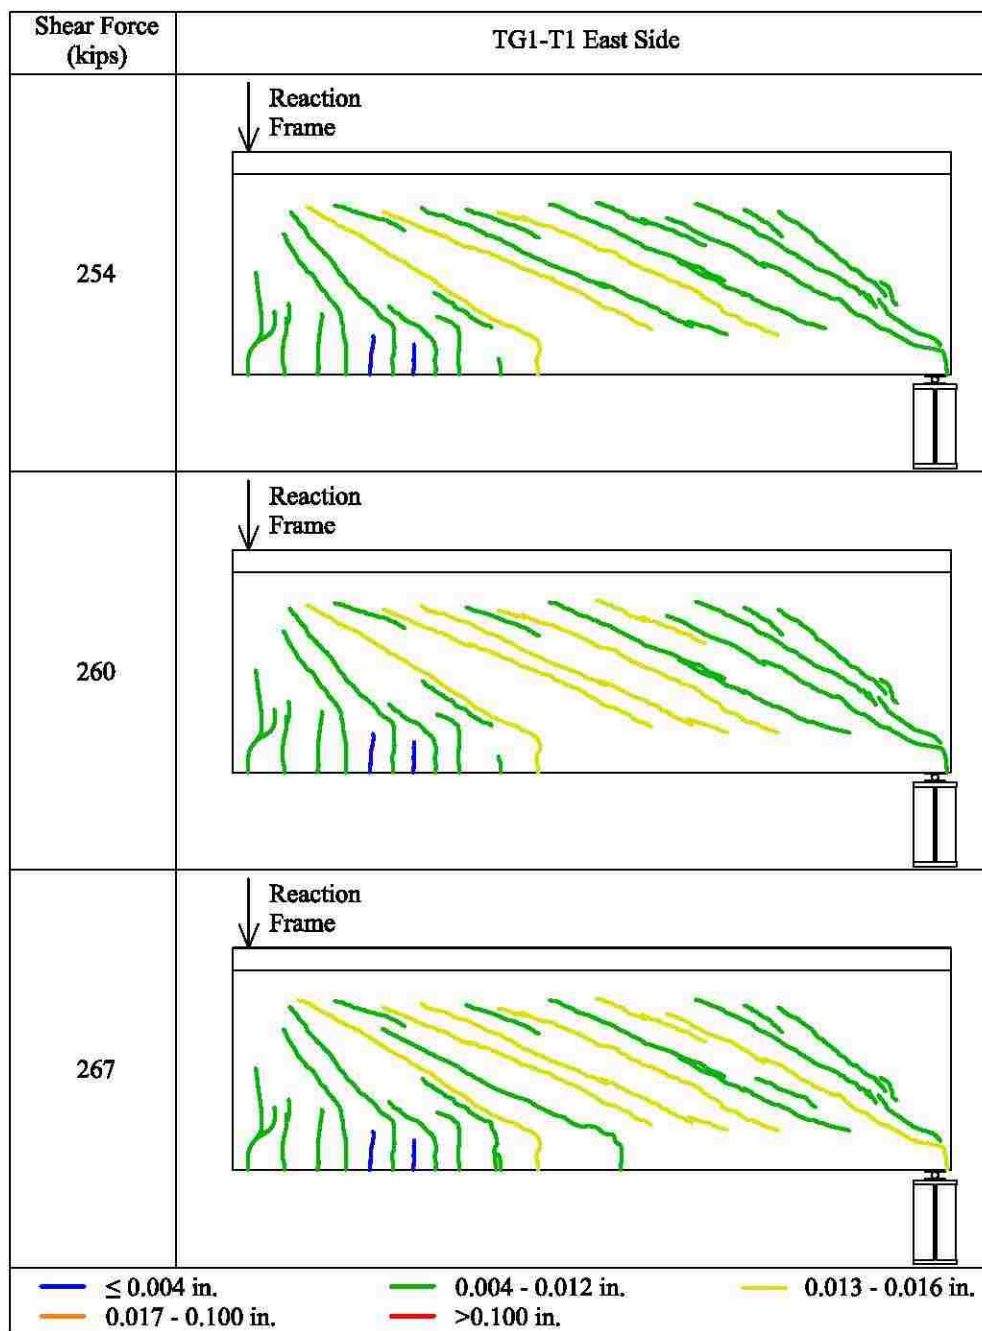 Shear Force
(kips)
TG1-T1 East Side
254
Reaction
Frame
260
Reaction
Frame
267
Reaction
Frame
≤ 0.004 in.
0.004 - 0.012 in.
0.013 - 0.016 in.
0.017 - 0.100 in.
>0.100 in.